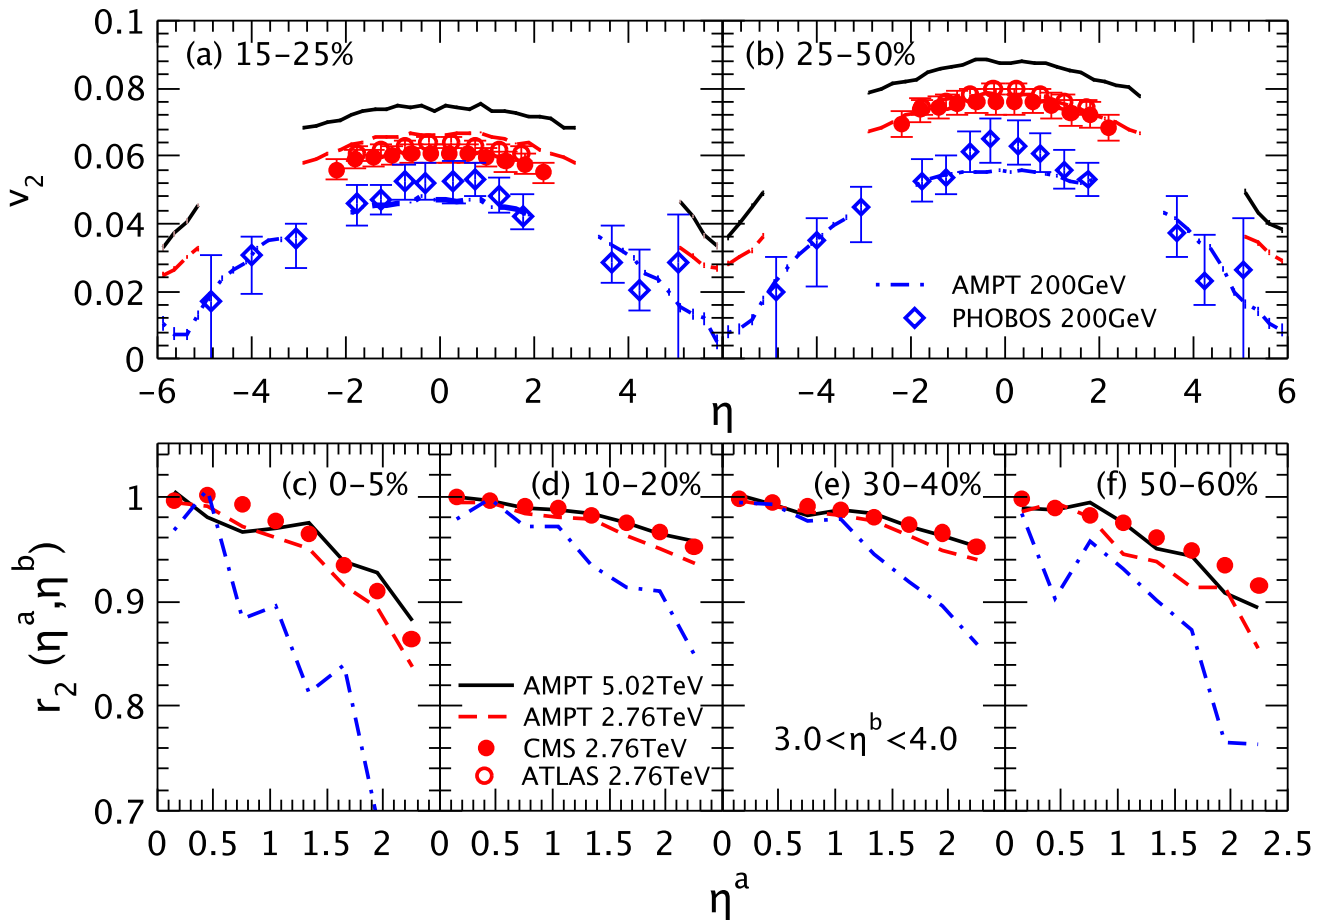 0.1
0.08
0.06
0.04
0.02
0
v2
(a) 15−25%
(b) 25−50%
AMPT 200GeV
PHOBOS 200GeV
−6 −4 −2 0 2 4 −4 −2 0 2 4 6
η
1
0.9
0.8
0.7
r2 (ηa,ηb)
(c) 0−5%
(d) 10−20%
(e) 30−40%
(f) 50−60%
AMPT 5.02TeV
AMPT 2.76TeV
CMS 2.76TeV
ATLAS 2.76TeV
3.0<ηb<4.0
0 0.5 1 1.5 2 0 0.5 1 1.5 2 0 0.5 1 1.5 2 0 0.5 1 1.5 2 2.5
ηa